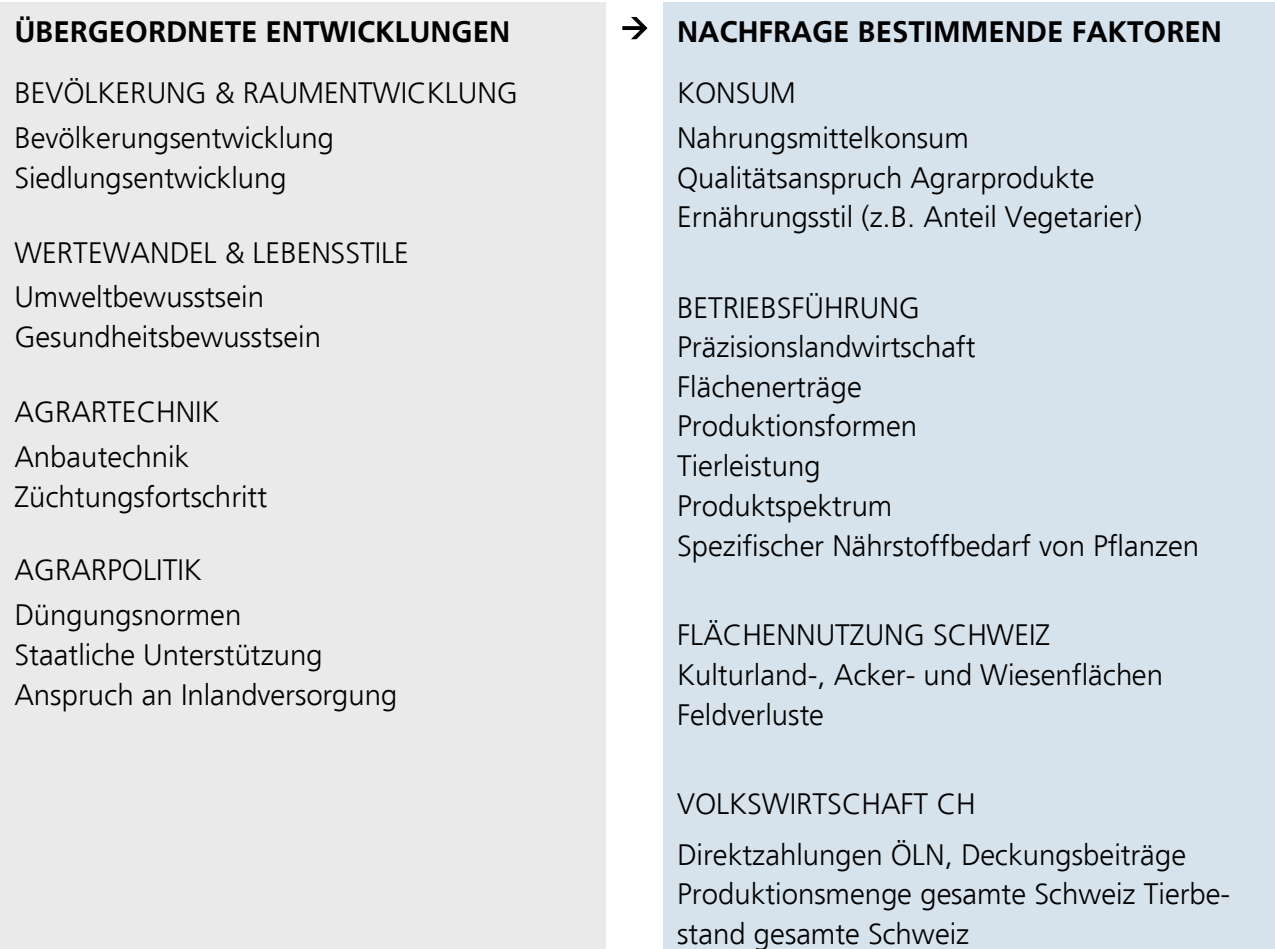 ÜBERGEORDNETE ENTWICKLUNGEN
BEVÖLKERUNG & RAUMENTWICKLUNG
Bevölkerungsentwicklung
Siedlungsentwicklung
WERTEWANDEL & LEBENSSTILE
Umweltbewusstsein
Gesundheitsbewusstsein
AGRARTECHNIK
Anbautechnik
Züchtungsfortschritt
AGRARPOLITIK
Düngungsnormen
Staatliche Unterstützung
Anspruch an Inlandversorgung
→
NACHFRAGE BESTIMMENDE FAKTOREN
KONSUM
Nahrungsmittelkonsum
Qualitätsanspruch Agrarprodukte
Ernährungsstil (z.B. Anteil Vegetarier)
BETRIEBSFÜHRUNG
Präzisionslandwirtschaft
Flächenerträge
Produktionsformen
Tierleistung
Produktspektrum
Spezifischer Nährstoffbedarf von Pflanzen
FLÄCHENNUTZUNG SCHWEIZ
Kulturland-, Acker- und Wiesenflächen
Feldverluste
VOLKSWIRTSCHAFT CH
Direktzahlungen ÖLN, Deckungsbeiträge
Produktionsmenge gesamte Schweiz Tierbe-
stand gesamte Schweiz